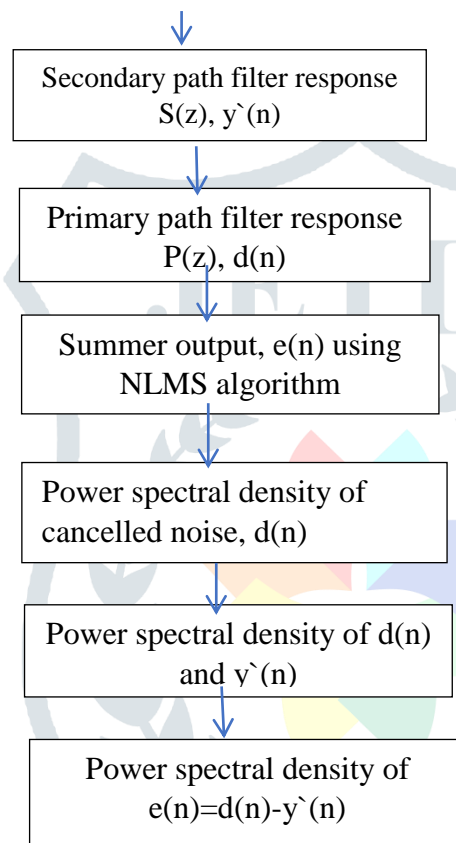 Secondary path filter response
S(z), y`(n)
Primary path filter response
P(z), d(n)
Summer output, e(n) using
NLMS algorithm
Power spectral density of
cancelled noise, d(n)
Power spectral density of d(n)
and y`(n)
Power spectral density of
e(n)=d(n)-y`(n)